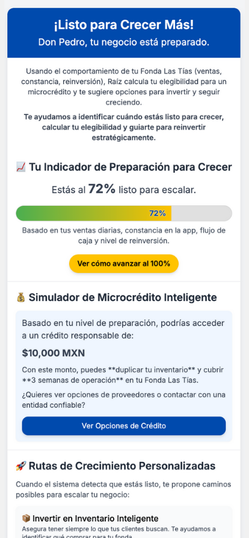 ¡Listo para Crecer Más!
Don Pedro, tu negocio está preparado.
Usando el comportamiento de tu Fonda Las Tías (ventas,
constancia, reinversión), Raíz calcula tu elegibilidad para un
microcrédito y te sugiere opciones para invertir y seguir
creciendo.
Te ayudamos a identificar cuándo estás listo para crecer,
calcular tu elegibilidad y guiarte para reinvertir
estratégicamente.
📈 Tu Indicador de Preparación para Crecer
Estás al 72% listo para escalar.
72%
Basado en tus ventas diarias, constancia en la app, flujo de
caja y nivel de reinversión.
Ver cómo avanzar al 100%
💰 Simulador de Microcrédito Inteligente
Basado en tu nivel de preparación, podrías acceder
a un crédito responsable de:
$10,000 MXN
Con este monto, puedes **duplicar tu inventario** y cubrir
**3 semanas de operación** en tu Fonda Las Tías.
¿Quieres ver opciones de proveedores o contactar con una
entidad confiable?
Ver Opciones de Crédito
🚀 Rutas de Crecimiento Personalizadas
Cuando el sistema detecta que estás listo, te propone caminos
posibles para escalar tu negocio:
📦 Invertir en Inventario Inteligente
Asegura tener siempre lo que tus clientes buscan. Te ayudamos a
identificar qué comprar para tu fonda.